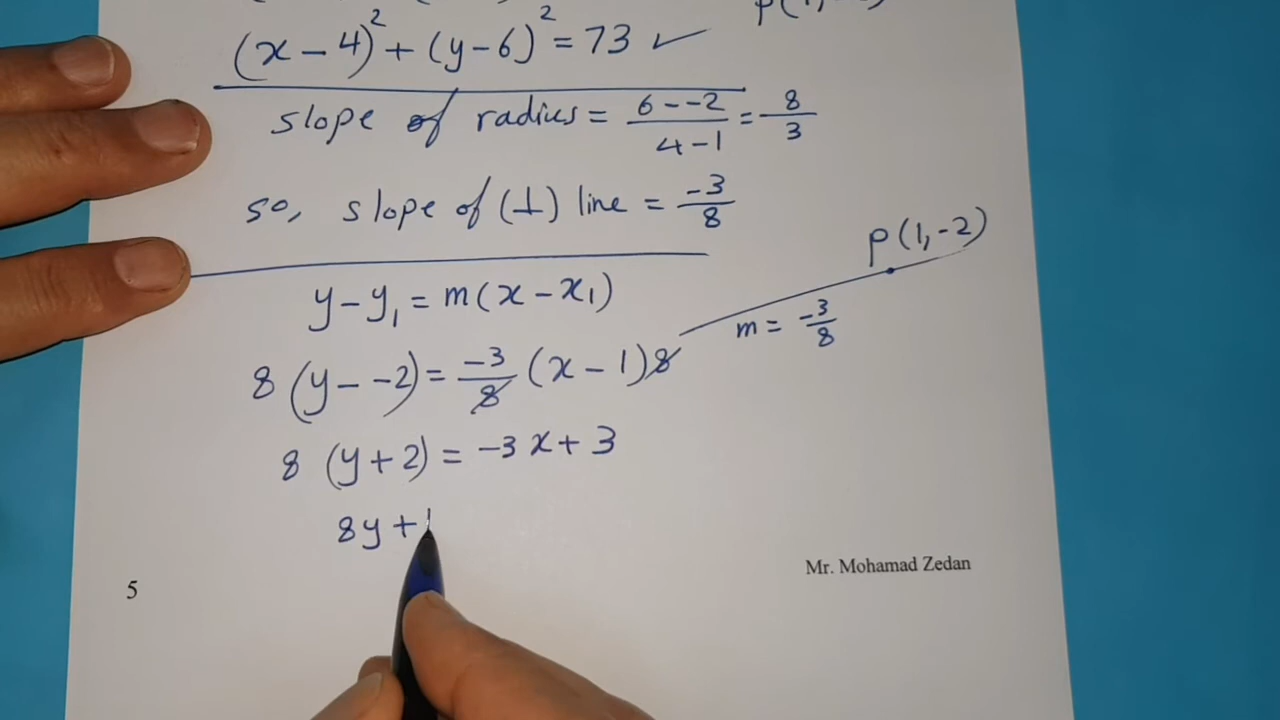 P(1,
(x - 4)² + (y - 6)² = 73 ✓
slope of radius = 6 - -2 / 4 - 1 = 8 / 3
so, slope of (⊥) line = -3 / 8
P(1, -2)
m = -3 / 8
y - y₁ = m(x - x₁)
8 (y - -2) = -3 / 8 (x - 1) 8
8 (y + 2) = -3x + 3
8y + 1
Mr. Mohamad Zedan
5